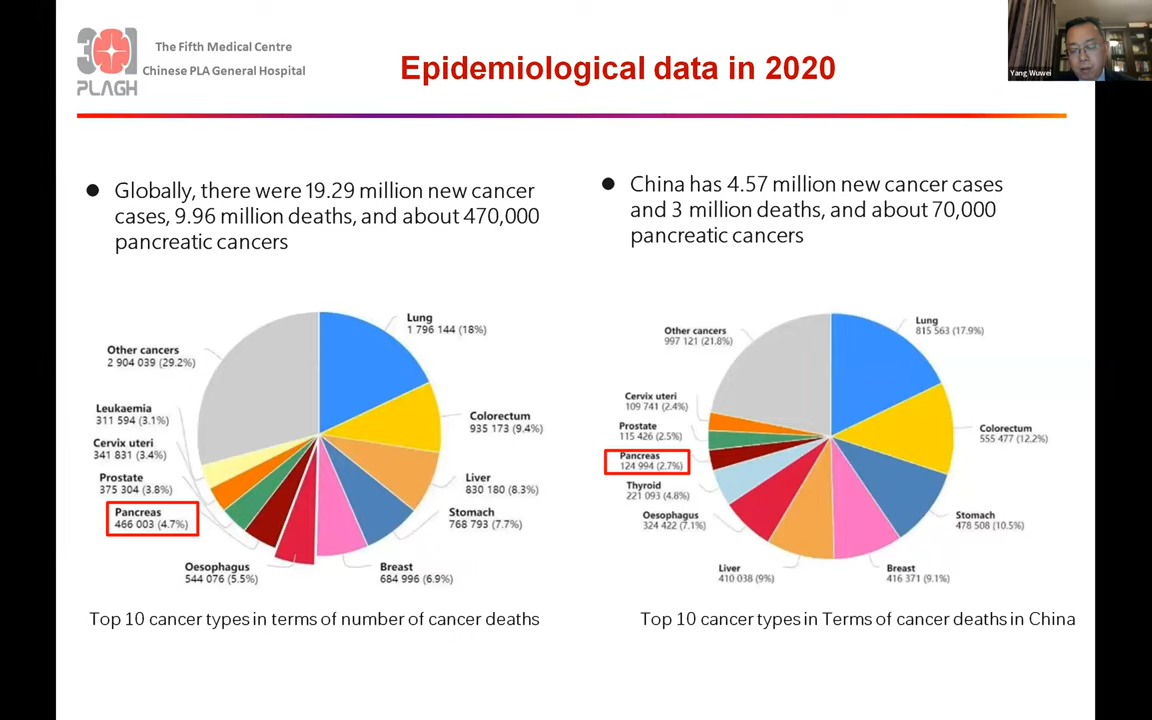 301
PLAGH
The Fifth Medical Centre
Chinese PLA General Hospital
Epidemiological data in 2020
Yang Wuwei
● Globally, there were 19.29 million new cancer
cases, 9.96 million deaths, and about 470,000
pancreatic cancers
● China has 4.57 million new cancer cases
and 3 million deaths, and about 70,000
pancreatic cancers
Lung
1 796 144 (18%)
Colorectum
935 173 (9.4%)
Liver
830 180 (8.3%)
Stomach
768 793 (7.7%)
Breast
684 996 (6.9%)
Oesophagus
544 076 (5.5%)
Pancreas
466 003 (4.7%)
Prostate
375 304 (3.8%)
Cervix uteri
341 831 (3.4%)
Leukaemia
311 594 (3.1%)
Other cancers
2 904 039 (29.2%)
Top 10 cancer types in terms of number of cancer deaths
Lung
815 563 (17.9%)
Colorectum
555 477 (12.2%)
Stomach
478 508 (10.5%)
Breast
416 371 (9.1%)
Liver
410 038 (9%)
Oesophagus
324 422 (7.1%)
Thyroid
221 093 (4.8%)
Pancreas
124 994 (2.7%)
Prostate
115 426 (2.5%)
Cervix uteri
109 741 (2.4%)
Other cancers
997 121 (21.8%)
Top 10 cancer types in Terms of cancer deaths in China